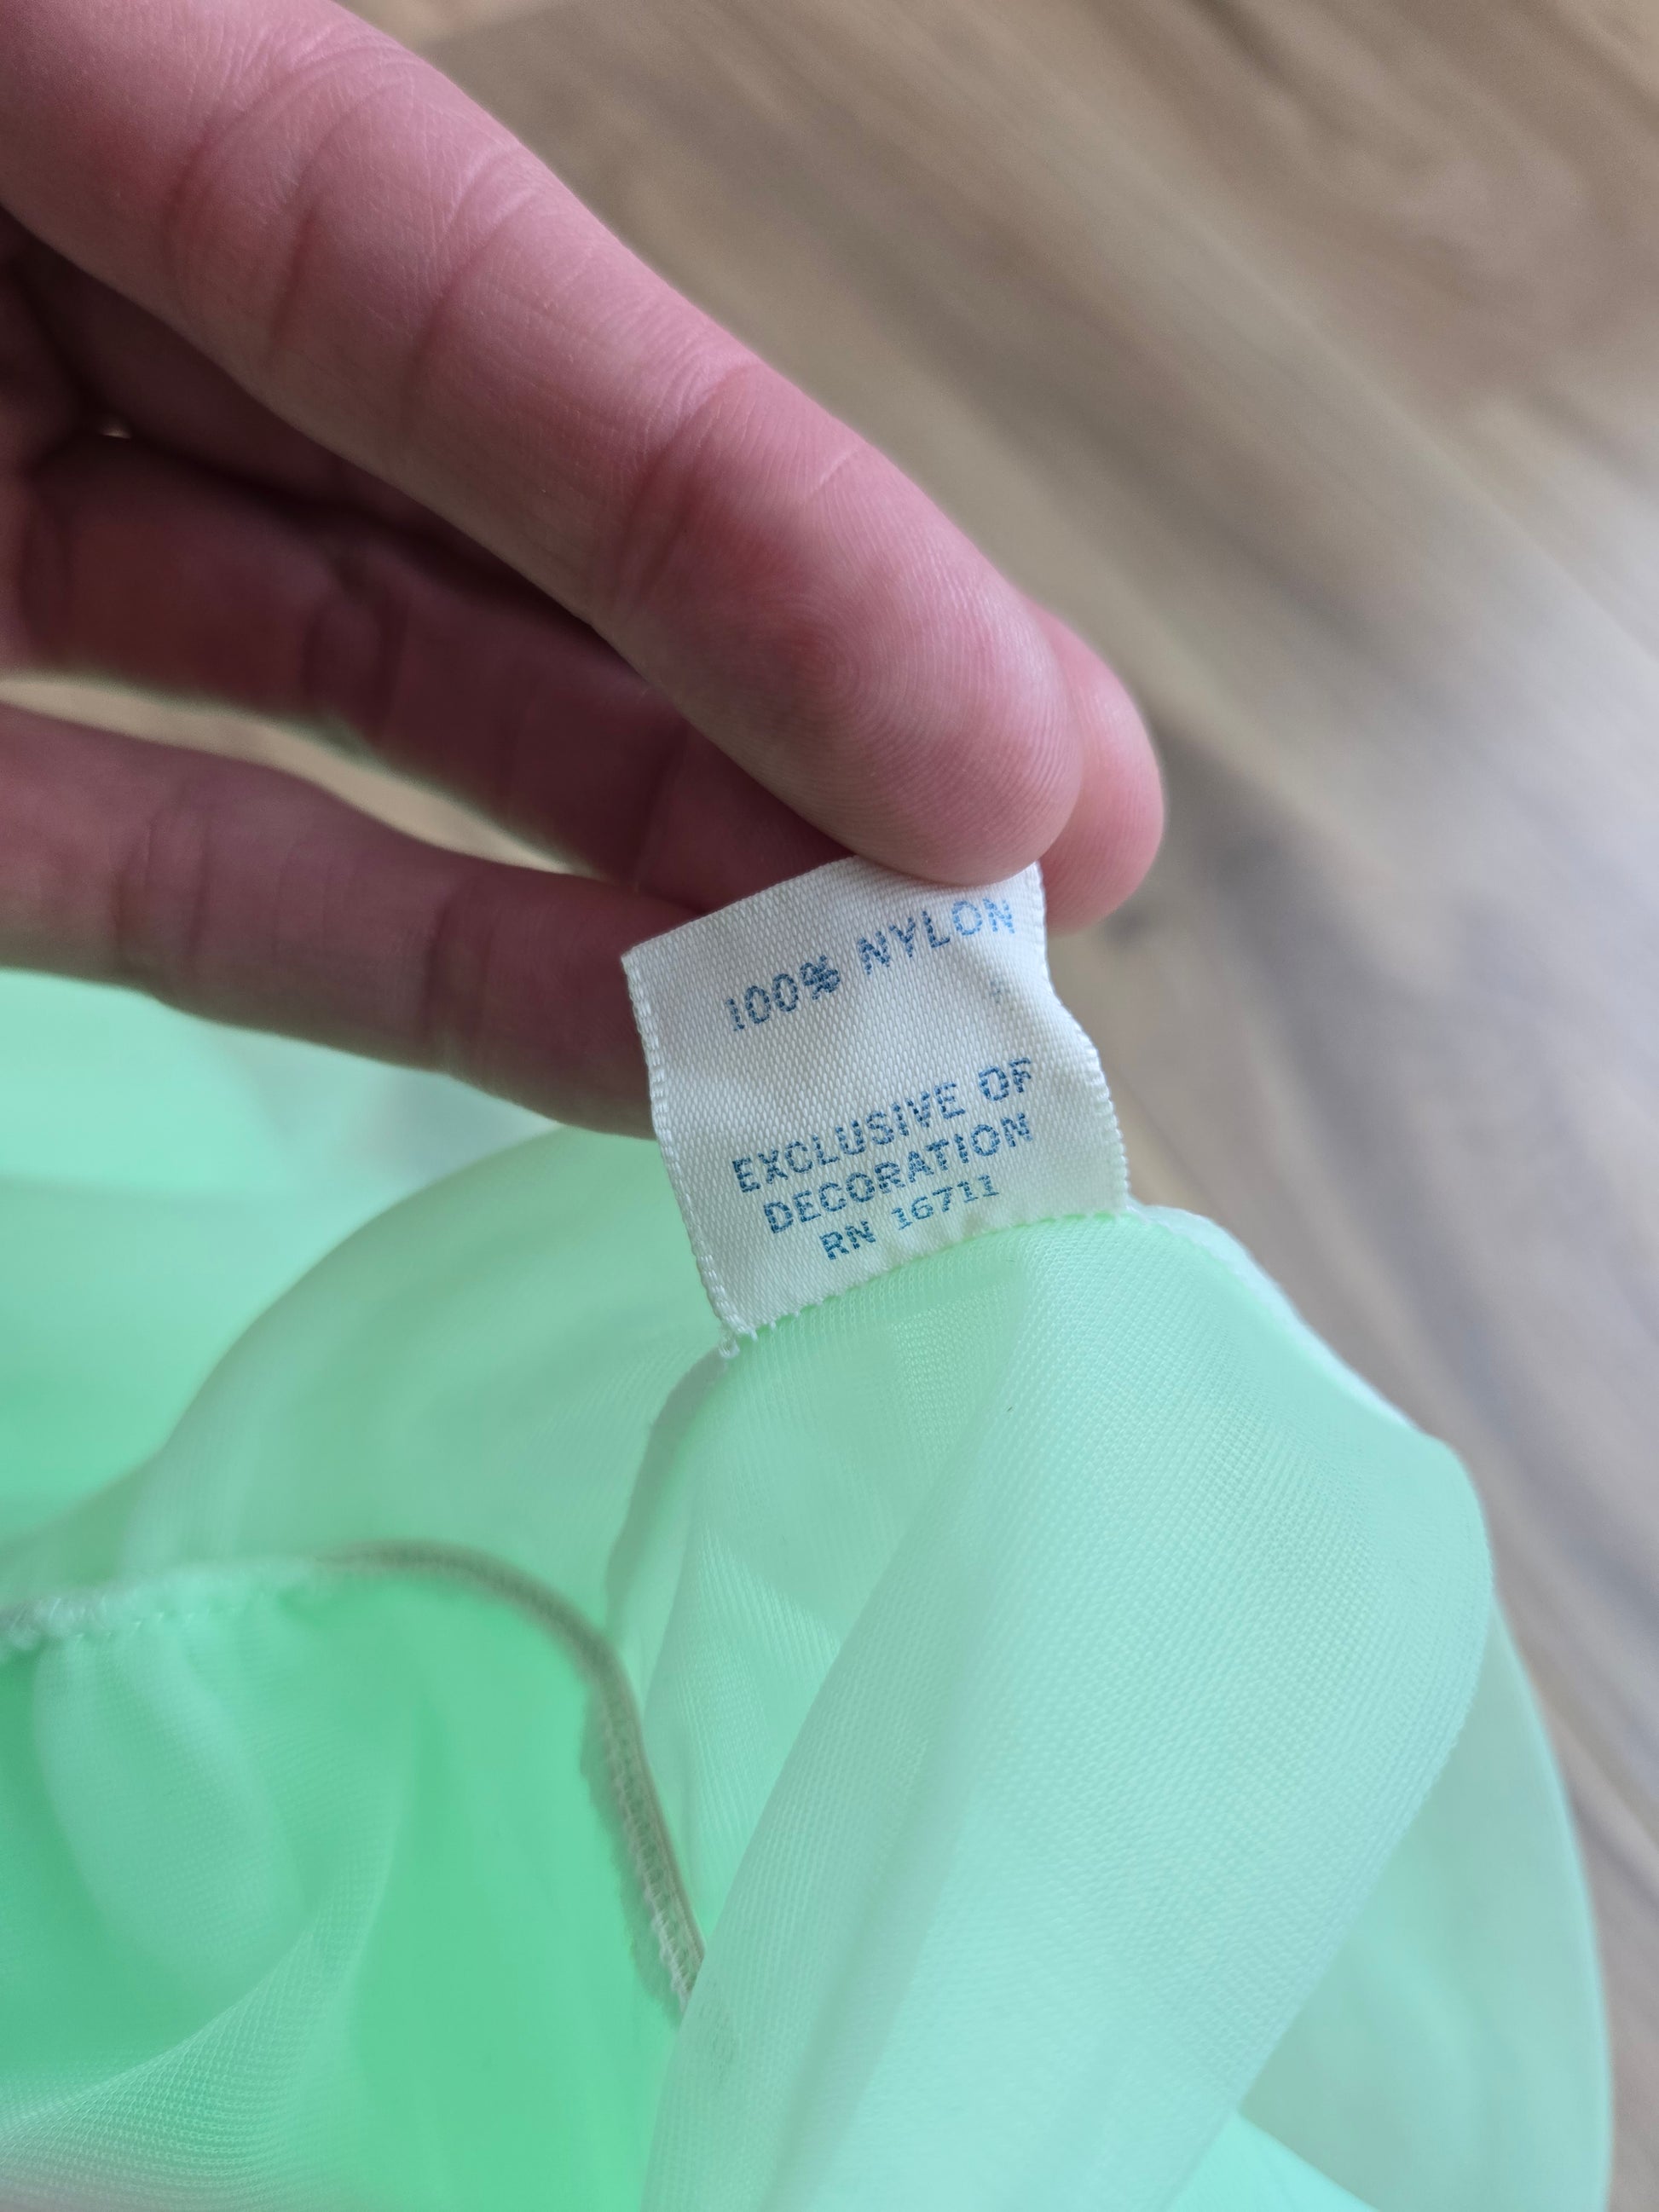 100% NYLON
EXCLUSIVE OF
DECORATION
RN 16711